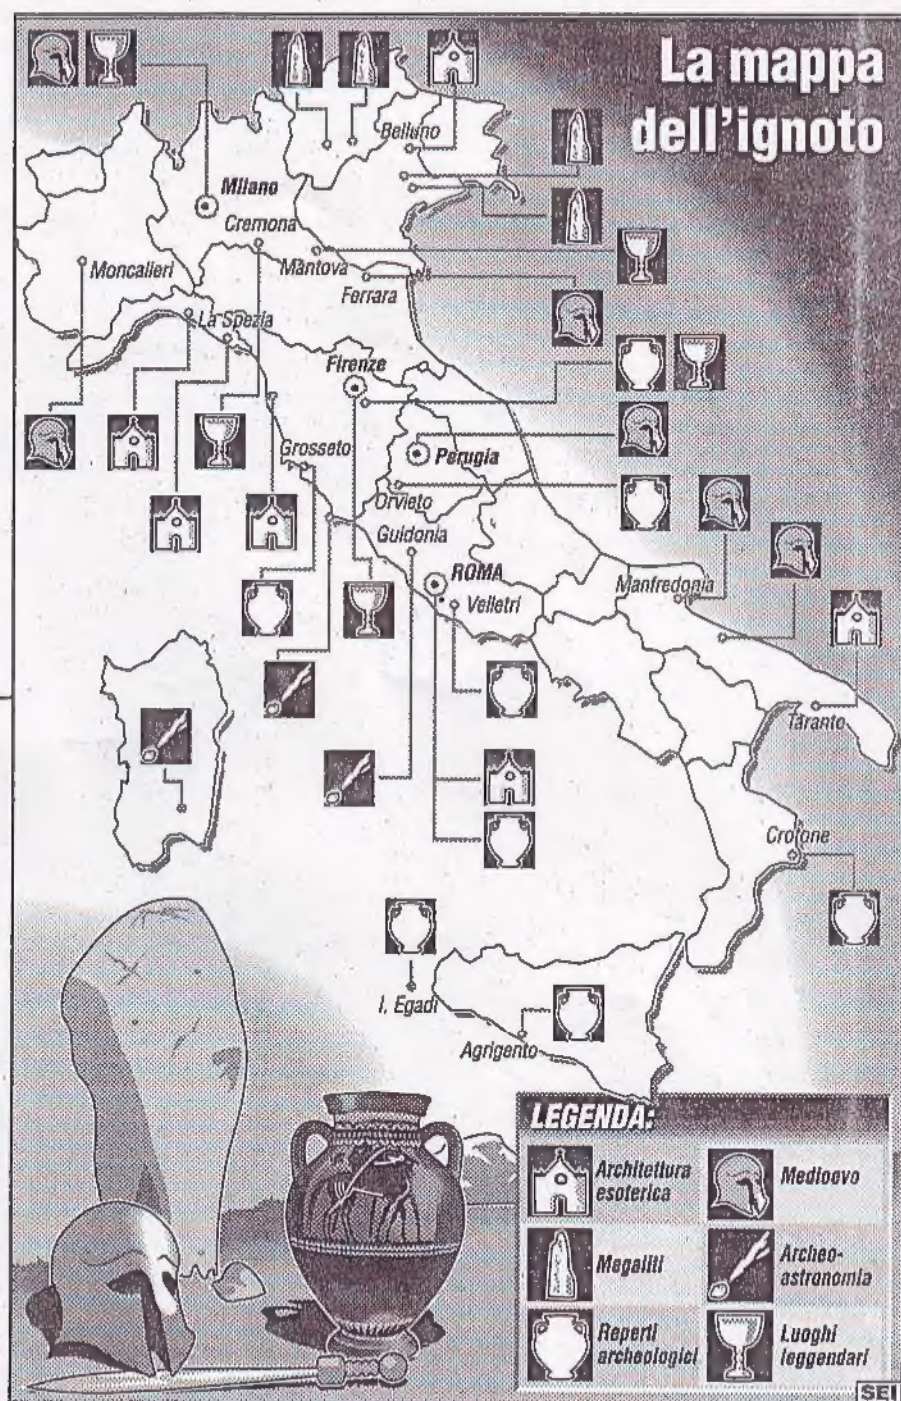 La mappa
dell'ignoto
Belluno
Milano
Cremona
Mantova
Moncalieri
Ferrara
La Spezia
Firenze
Grosseto
Perugia
Orvieto
Guidonia
ROMA
Manfredonia
Velletri
Taranto
Crotone
I. Egadi
Agrigento
LEGENDA:
Architettura
esoterica
Medioevo
Megaliti
Archeo-
astronomia
Reperti
archeologici
Luoghi
leggendari
SEI